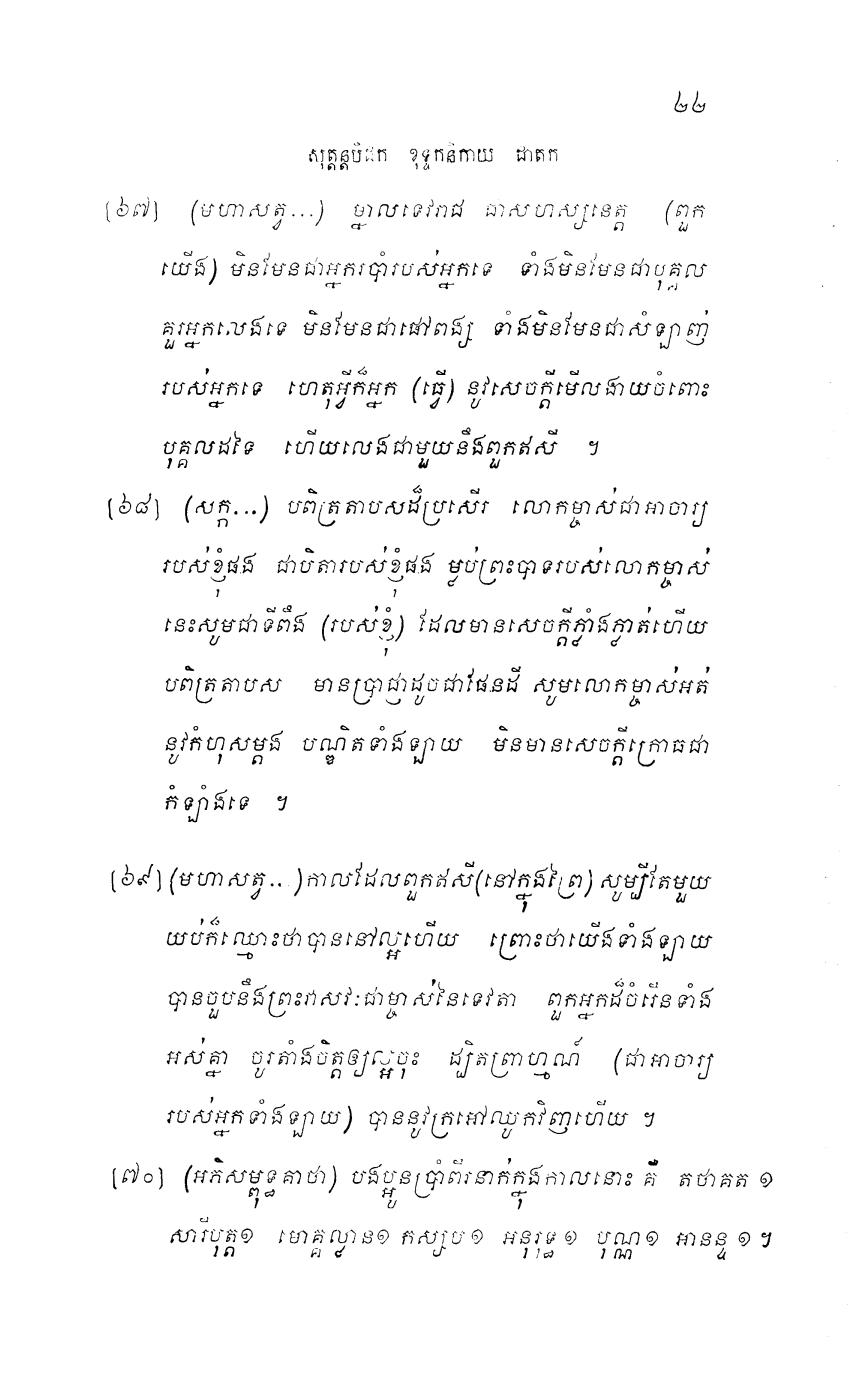 ២២
សុត្តន្តបិដក ខុទ្ទកនិកាយ ជាតក
[៦៧] (មហាសត្វ...) ម្នាលទេវរាជ ជាសហស្សនេត្ត (ពួក
យើង) មិនមែនជាអ្នករបាំរបស់អ្នកទេ ទាំងមិនមែនជាបុគ្គល
គួរអ្នកលេងទេ មិនមែនជាផៅពង្ស ទាំងមិនមែនជាសំឡាញ់
របស់អ្នកទេ ហេតុអ្វីក៏អ្នក (ធ្វើ) នូវសេចក្តីមើលងាយចំពោះ
បុគ្គលដទៃ ហើយលេងជាមួយនឹងពួកឥសី ។
[៦៨] (សក្ក...) បពិត្រតាបសដ៏ប្រសើរ លោកម្ចាស់ជាអាចារ្យ
របស់ខ្ញុំផង ជាបិតារបស់ខ្ញុំផង ម្លប់ព្រះបាទរបស់លោកម្ចាស់
នេះសូមជាទីពឹង (របស់ខ្ញុំ) ដែលមានសេចក្តីភ្លាំងភ្លាត់ហើយ
បពិត្រតាបស មានប្រាជ្ញាដូចជាផែនដី សូមលោកម្ចាស់អត់
នូវកំហុសម្តង បណ្ឌិតទាំងឡាយ មិនមានសេចក្តីក្រោធជា
កំឡាំងទេ ។
[៦៩] (មហាសត្វ...) កាលដែលពួកឥសី(នៅក្នុងព្រៃ) សូម្បីតែមួយ
យប់ក៏ឈ្មោះថាបាននៅល្អហើយ ព្រោះថាយើងទាំងឡាយ
បានចួបនឹងព្រះវាសវៈជាម្ចាស់នៃទេវតា ពួកអ្នកដ៏ចំរើនទាំង
អស់គ្នា ចូរតាំងចិត្តឲ្យល្អចុះ ដ្បិតព្រាហ្មណ៍ (ជាអាចារ្យ
របស់អ្នកទាំងឡាយ) បាននូវក្រអៅឈូកវិញហើយ ។
[៧០] (អភិសម្ពុទ្ធគាថា) បងប្អូនប្រាំពីរនាក់ក្នុងកាលនោះ គឺ តថាគត ១
សារីបុត្ត១ មោគ្គល្លាន១ កស្សប ១ អនុរុទ្ធ ១ បុណ្ណ ១ អានន្ទ ១ ។